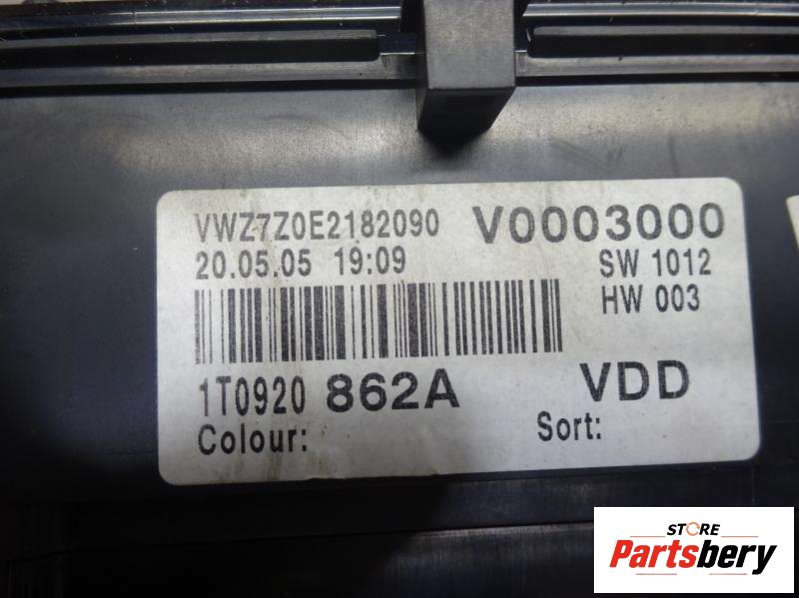 VWZ7Z0E2182090 V0003000
20.05.05 19:09 SW 1012
HW 003
1T0920 862A VDD
Colour: Sort:
STORE
Partsbery